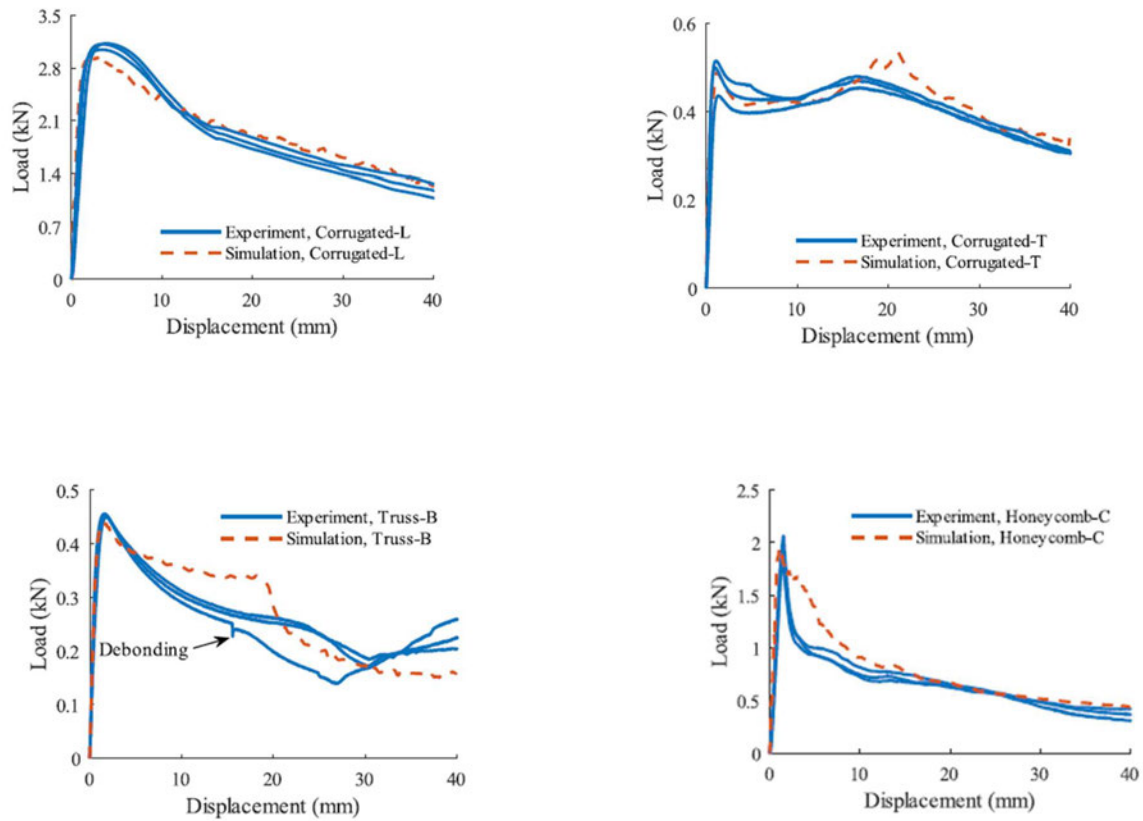 3.5
2.8
2.1
1.4
0.7
0
Load (kN)
Experiment, Corrugated-L
Simulation, Corrugated-L
0 10 20 30 40
Displacement (mm)
0.6
0.4
0.2
0
Load (kN)
Experiment, Corrugated-T
Simulation, Corrugated-T
0 10 20 30 40
Displacement (mm)
0.5
0.4
0.3
0.2
0.1
0
Load (kN)
Experiment, Truss-B
Simulation, Truss-B
Debonding
0 10 20 30 40
Displacement (mm)
2.5
2
1.5
1
0.5
0
Load (kN)
Experiment, Honeycomb-C
Simulation, Honeycomb-C
0 10 20 30 40
Displacement (mm)